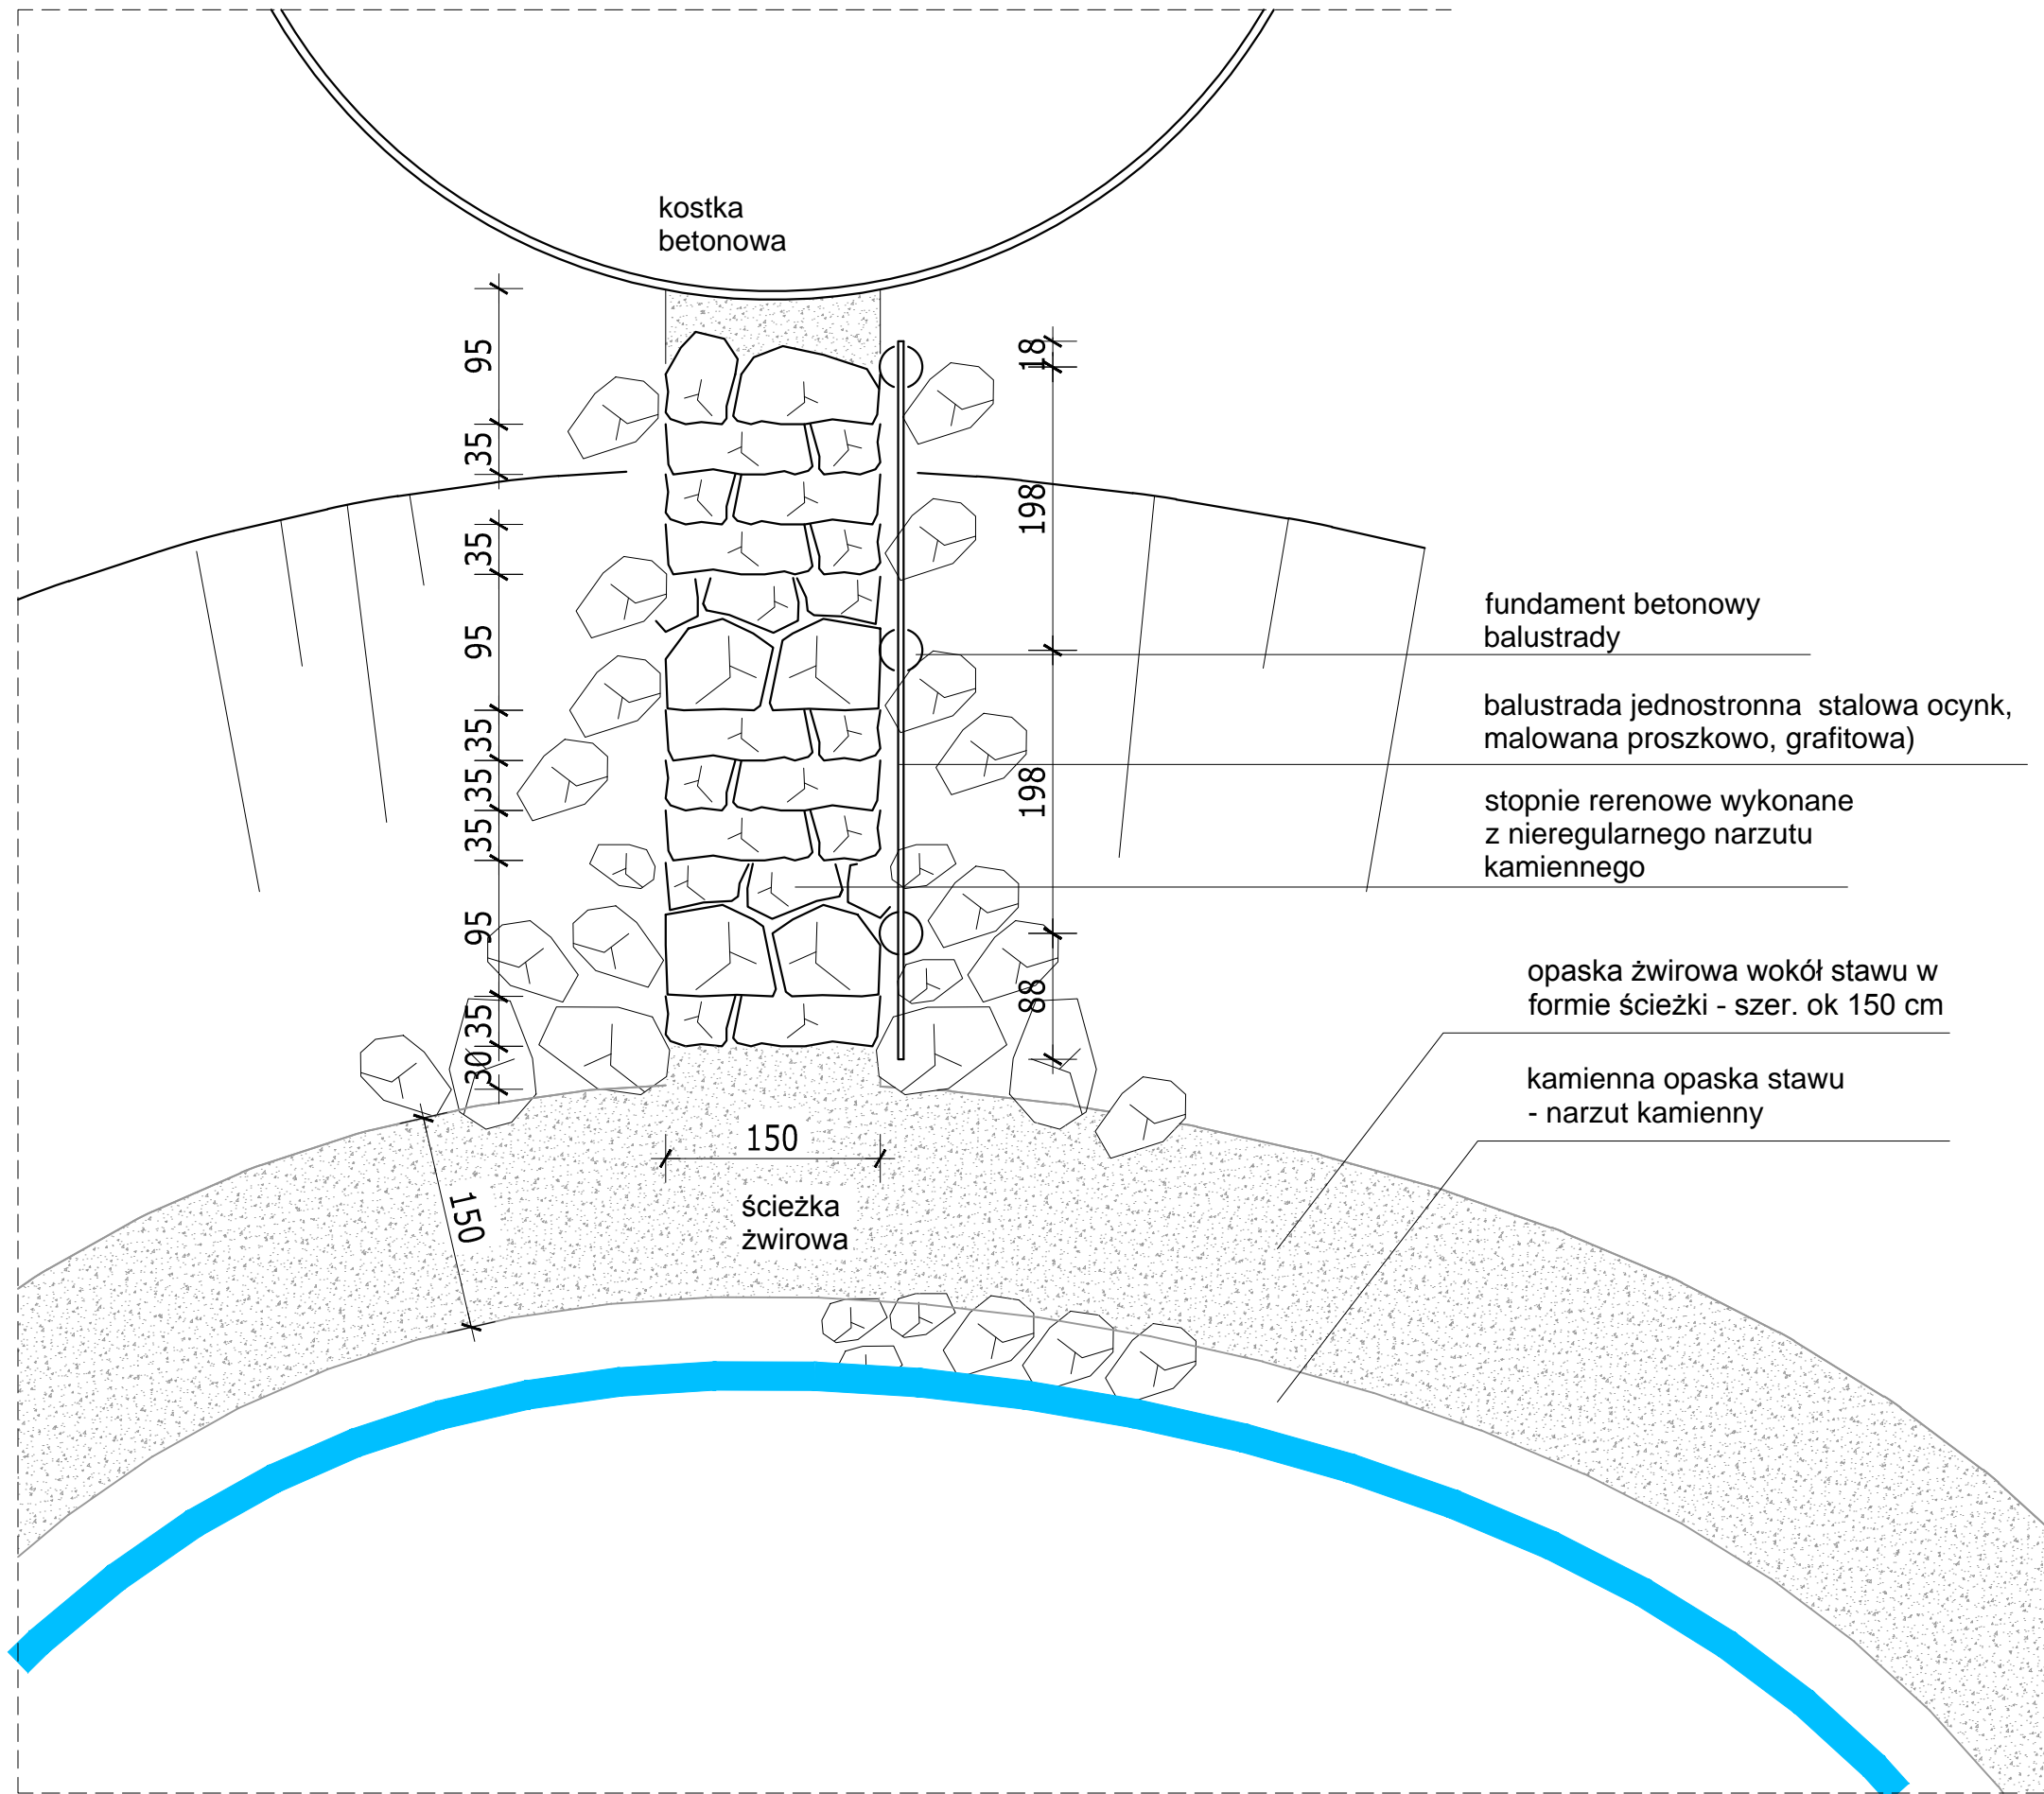 kostka
betonowa
95
35
35
95
35
35
35
95
35
30
18
198
198
88
fundament betonowy
balustrady
balustrada jednostronna  stalowa ocynk,
malowana proszkowo, grafitowa)
stopnie rerenowe wykonane
z nieregularnego narzutu
kamiennego
opaska żwirowa wokół stawu w
formie ścieżki - szer. ok 150 cm
kamienna opaska stawu
- narzut kamienny
150
150
ścieżka
żwirowa